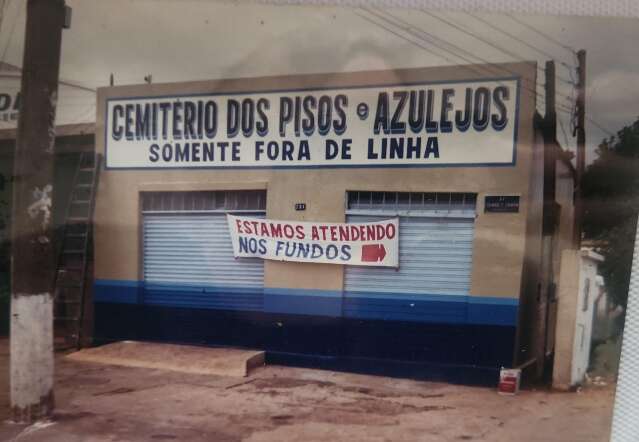 CEMITÉRIO DOS PISOS e AZULEJOS
SOMENTE FORA DE LINHA
ESTAMOS ATENDENDO
NOS FUNDOS